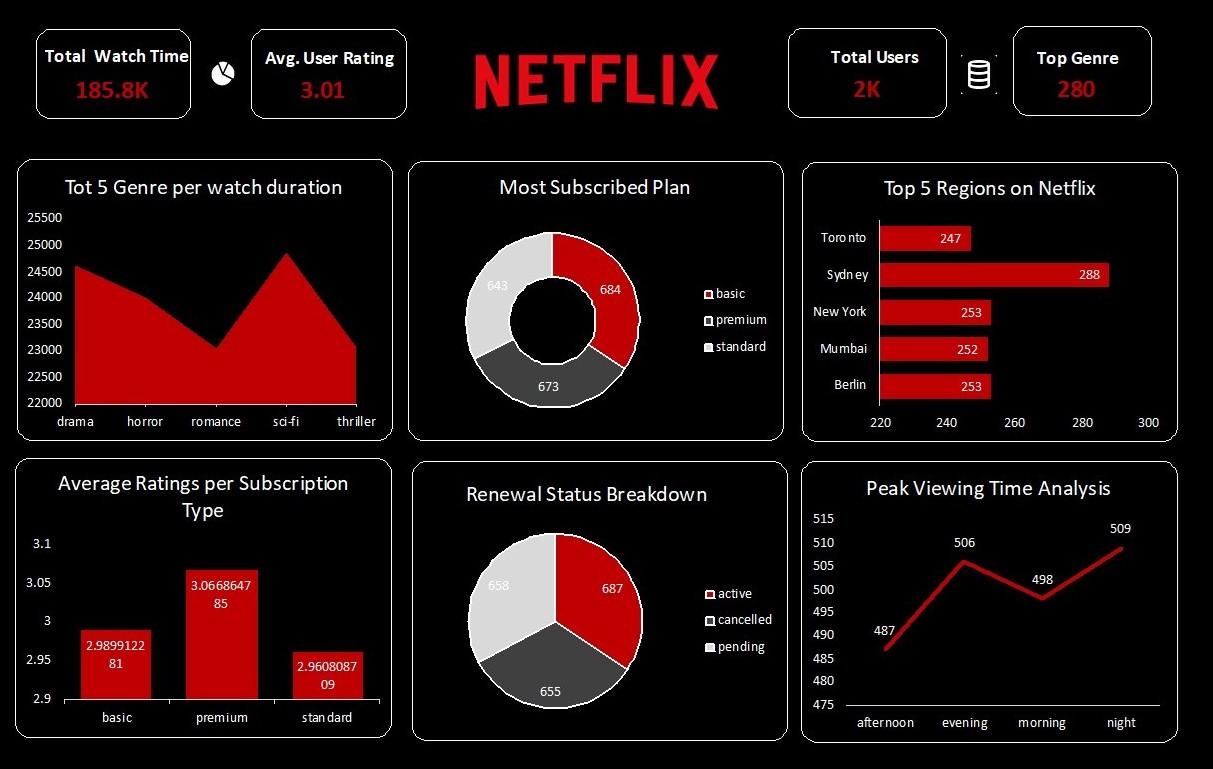 Total Watch Time
185.8K
Avg. User Rating
3.01
NETFLIX
Total Users
2K
Top Genre
280
Tot 5 Genre per watch duration
25500
25000
24500
24000
23500
23000
22500
22000
drama horror romance sci-fi thriller
Most Subscribed Plan
643
684
673
basic
premium
standard
Top 5 Regions on Netflix
Toronto 247
Sydney 288
New York 253
Mumbai 252
Berlin 253
220 240 260 280 300
Average Ratings per Subscription
Type
3.1
3.05
3
2.95
2.9
2.9899122
81
3.0668647
85
2.9608087
09
basic premium standard
Renewal Status Breakdown
658
687
655
active
cancelled
pending
Peak Viewing Time Analysis
515
510
505
500
495
490
485
480
475
487
506
498
509
afternoon evening morning night